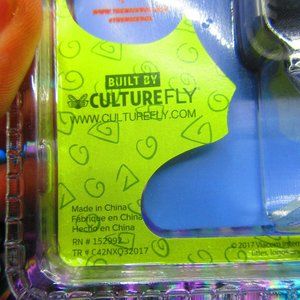 BUILT BY
CULTUREFLY
WWW.CULTUREFLY.COM
Made in China
Fabriqué en China
Hecho en China
RN # 152992
TR # C42NXQ32017
© 2017 Viacom